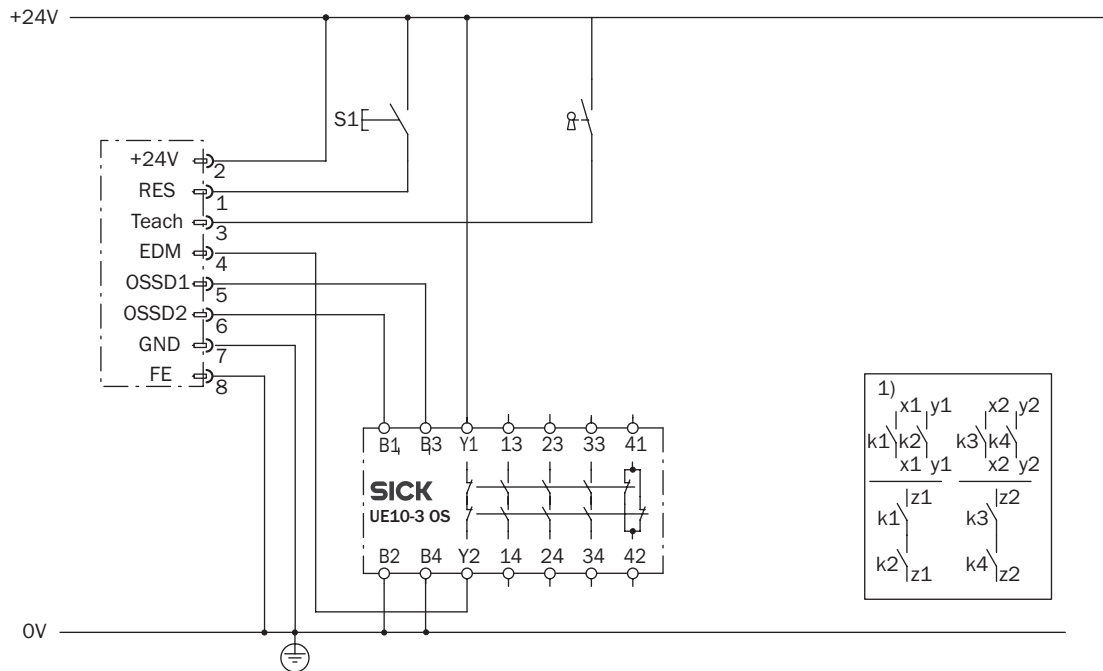 +24V
S1
+24V
2
RES
1
Teach
3
EDM
4
OSSD1
5
OSSD2
6
GND
7
FE
8
B1 B3 Y1 13 23 33 41
SICK
UE10-3 OS
B2 B4 Y2 14 24 34 42
0V
1)
x1 y1 x2 y2
k1 k2 k3 k4
x1 y1 x2 y2
z1 z2
k1 k3
k2 z1 k4 z2